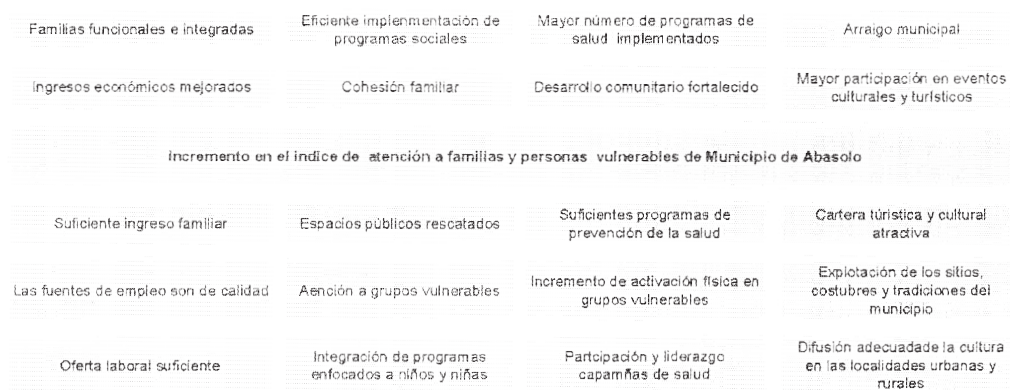 Familias funcionales e integradas
Eficiente implenmentación de
programas sociales
Mayor número de programas de
salud implementados
Arraigo municipal
Ingresos económicos mejorados
Cohesión familiar
Desarrollo comunitario fortalecido
Mayor participación en eventos
culturales y turísticos
Incremento en el indice de atención a familias y personas vulnerables de Municipio de Abasolo
Suficiente ingreso familiar
Espacios públicos rescatados
Suficientes programas de
prevención de la salud
Cartera túristica y cultural
atractiva
Las fuentes de empleo son de calidad
Aención a grupos vulnerables
Incremento de activación física en
grupos vulnerables
Explotación de los sitios,
costubres y tradiciones del
municipio
Oferta laboral suficiente
Integración de programas
enfocados a niños y niñas
Partcipación y liderazgo
capamñas de salud
Difusión adecuadade la cultura
en las localidades urbanas y
rurales